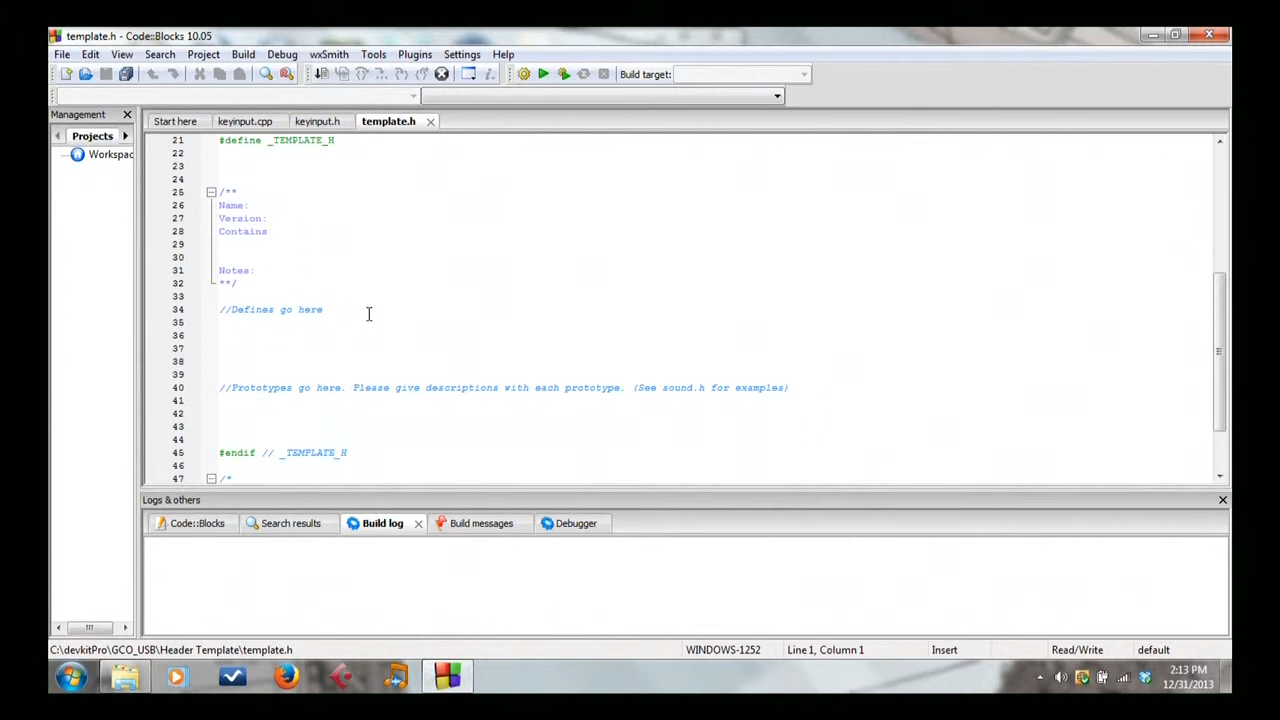 template.h - Code::Blocks 10.05
File Edit View Search Project Build Debug wxSmith Tools Plugins Settings Help
Build target:
Management
Start here keyinput.cpp keyinput.h template.h
Projects
Workspac
21 #define _TEMPLATE_H
22
23
24
25 /**
26 Name:
27 Version:
28 Contains
29
30
31 Notes:
32 **/
33
34 //Defines go here
35
36
37
38
39
40 //Prototypes go here. Please give descriptions with each prototype. (See sound.h for examples)
41
42
43
44
45 #endif // _TEMPLATE_H
46
47 /*
Logs & others
Code::Blocks Search results Build log Build messages Debugger
C:\devkitPro\GCO_USB\Header Template\template.h WINDOWS-1252 Line 1, Column 1 Insert Read/Write default
2:13 PM
12/31/2013